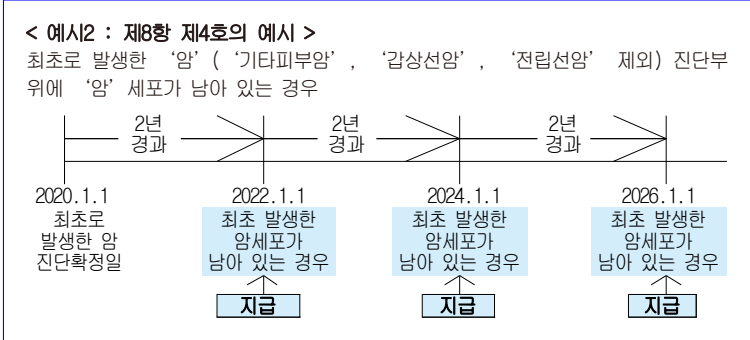 < 예시2 : 제8항 제4호의 예시 >
최초로 발생한 ‘암’ ( ‘기타피부암’ , ‘갑상선암’ , ‘전립선암’ 제외) 진단부
위에 ‘암’ 세포가 남아 있는 경우
2년 2년 2년
경과 경과 경과
2020.1.1 2022.1.1 2024.1.1 2026.1.1
최초로 최초 발생한 최초 발생한 최초 발생한
발생한 암 암세포가 암세포가 암세포가
진단확정일 남아 있는 경우 남아 있는 경우 남아 있는 경우
지급 지급 지급